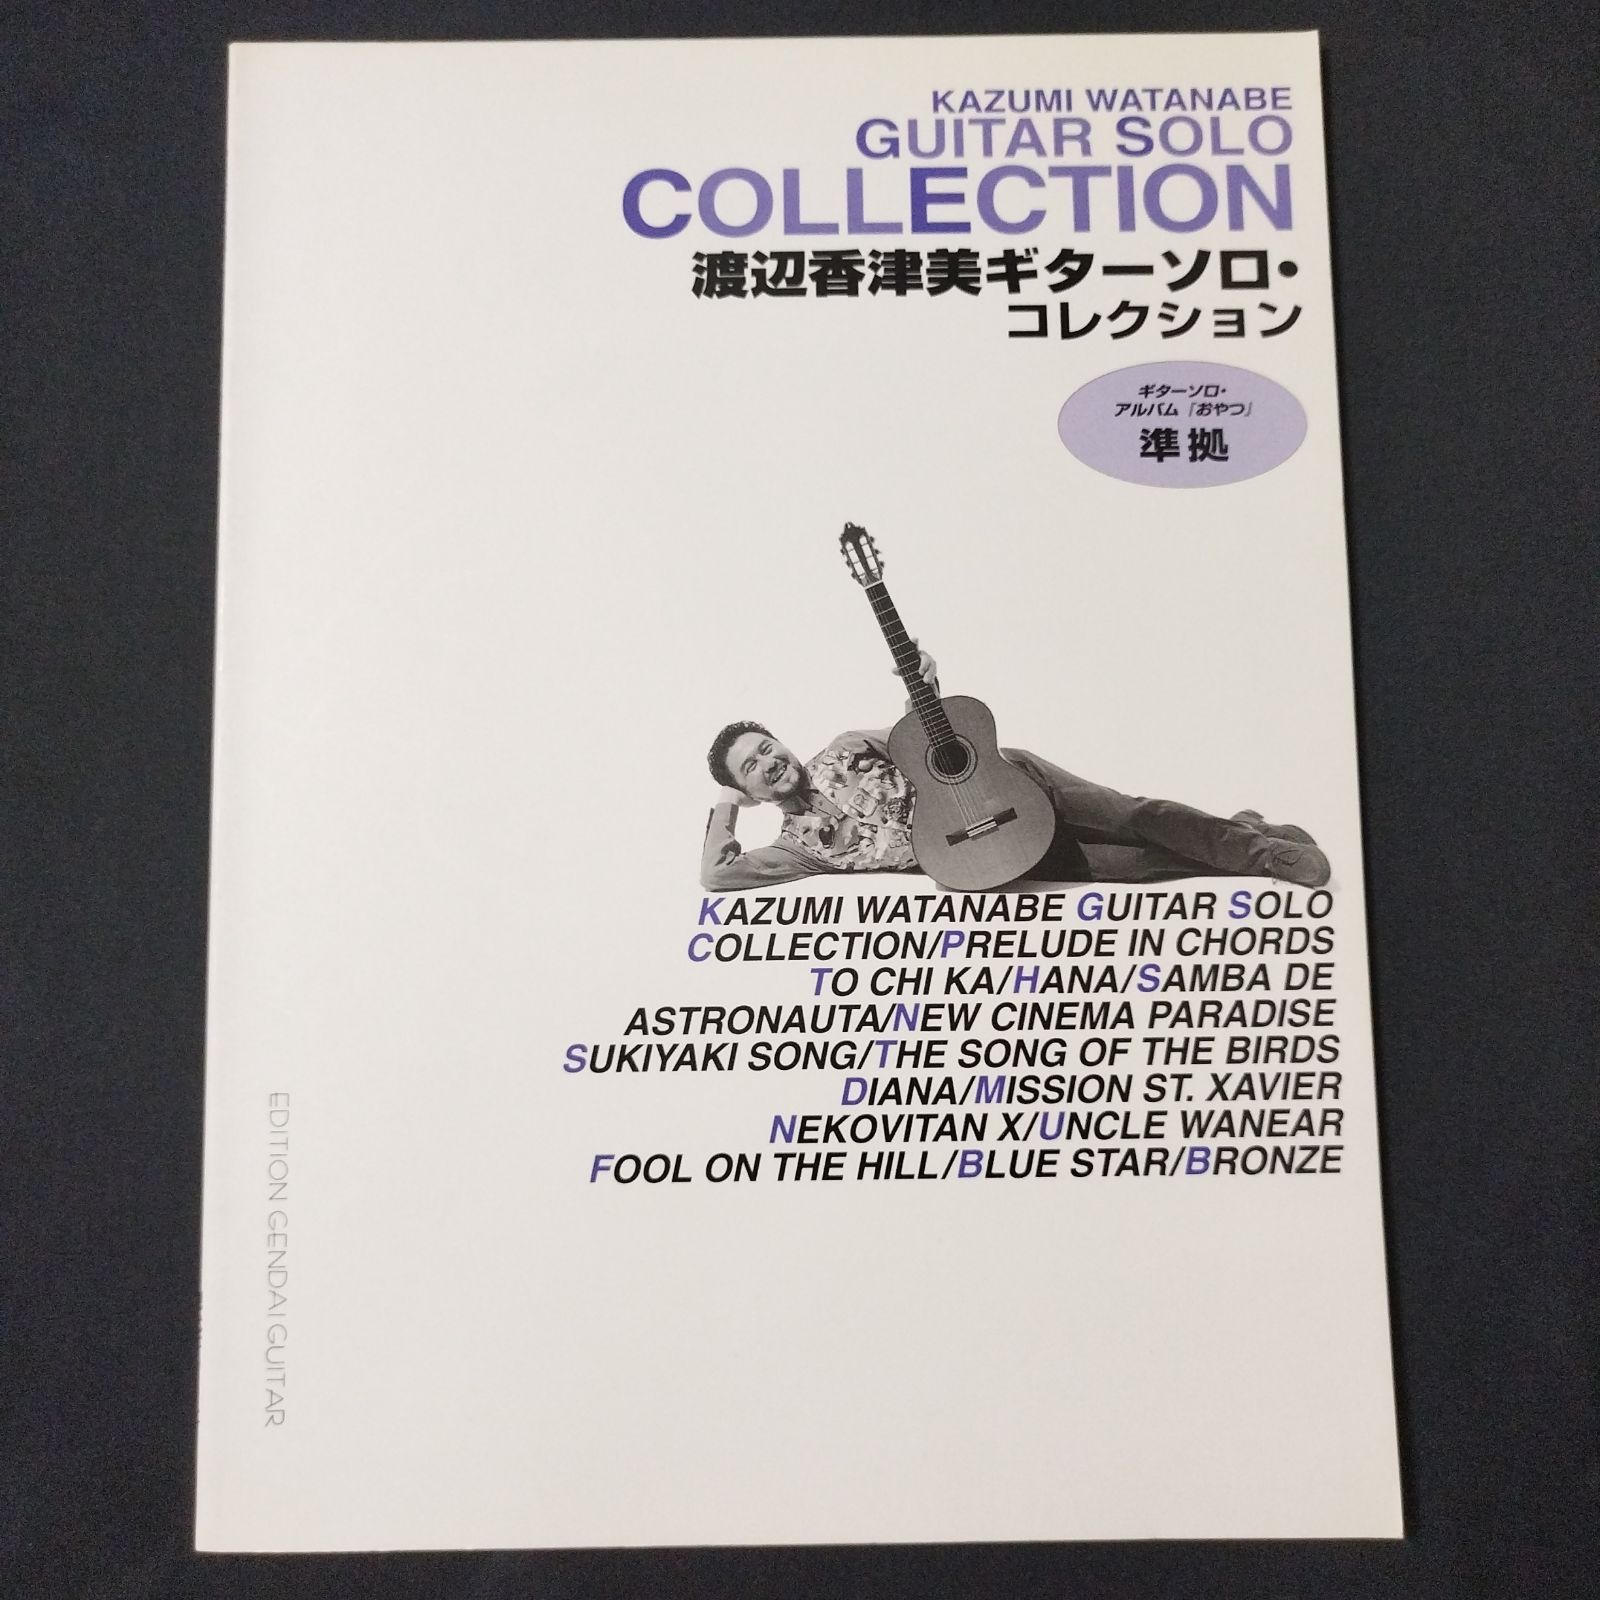 KAZUMI WATANABE
GUITAR SOLO
COLLECTION
渡辺香津美ギターソロ・
コレクション
ギターソロ・
アルバム「おやつ」
準拠
KAZUMI WATANABE GUITAR SOLO
COLLECTION/PRELUDE IN CHORDS
TO CHI KA/HANA/SAMBA DE
ASTRONAUTA/NEW CINEMA PARADISE
SUKIYAKI SONG/THE SONG OF THE BIRDS
DIANA/MISSION ST. XAVIER
NEKOVITAN X/UNCLE WANEAR
FOOL ON THE HILL/BLUE STAR/BRONZE
EDITION GENDAI GUITAR